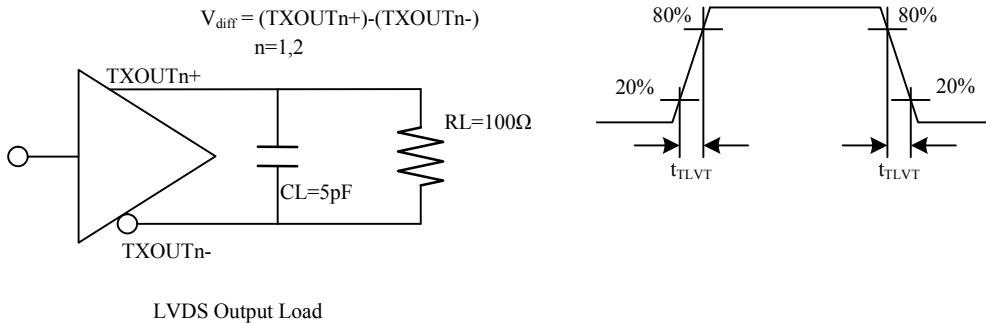 V_diff = (TXOUTn+)-(TXOUTn-)
n=1,2
TXOUTn+
RL=100Ω
CL=5pF
TXOUTn-
LVDS Output Load
80%
80%
20%
20%
t_TLVT
t_TLVT